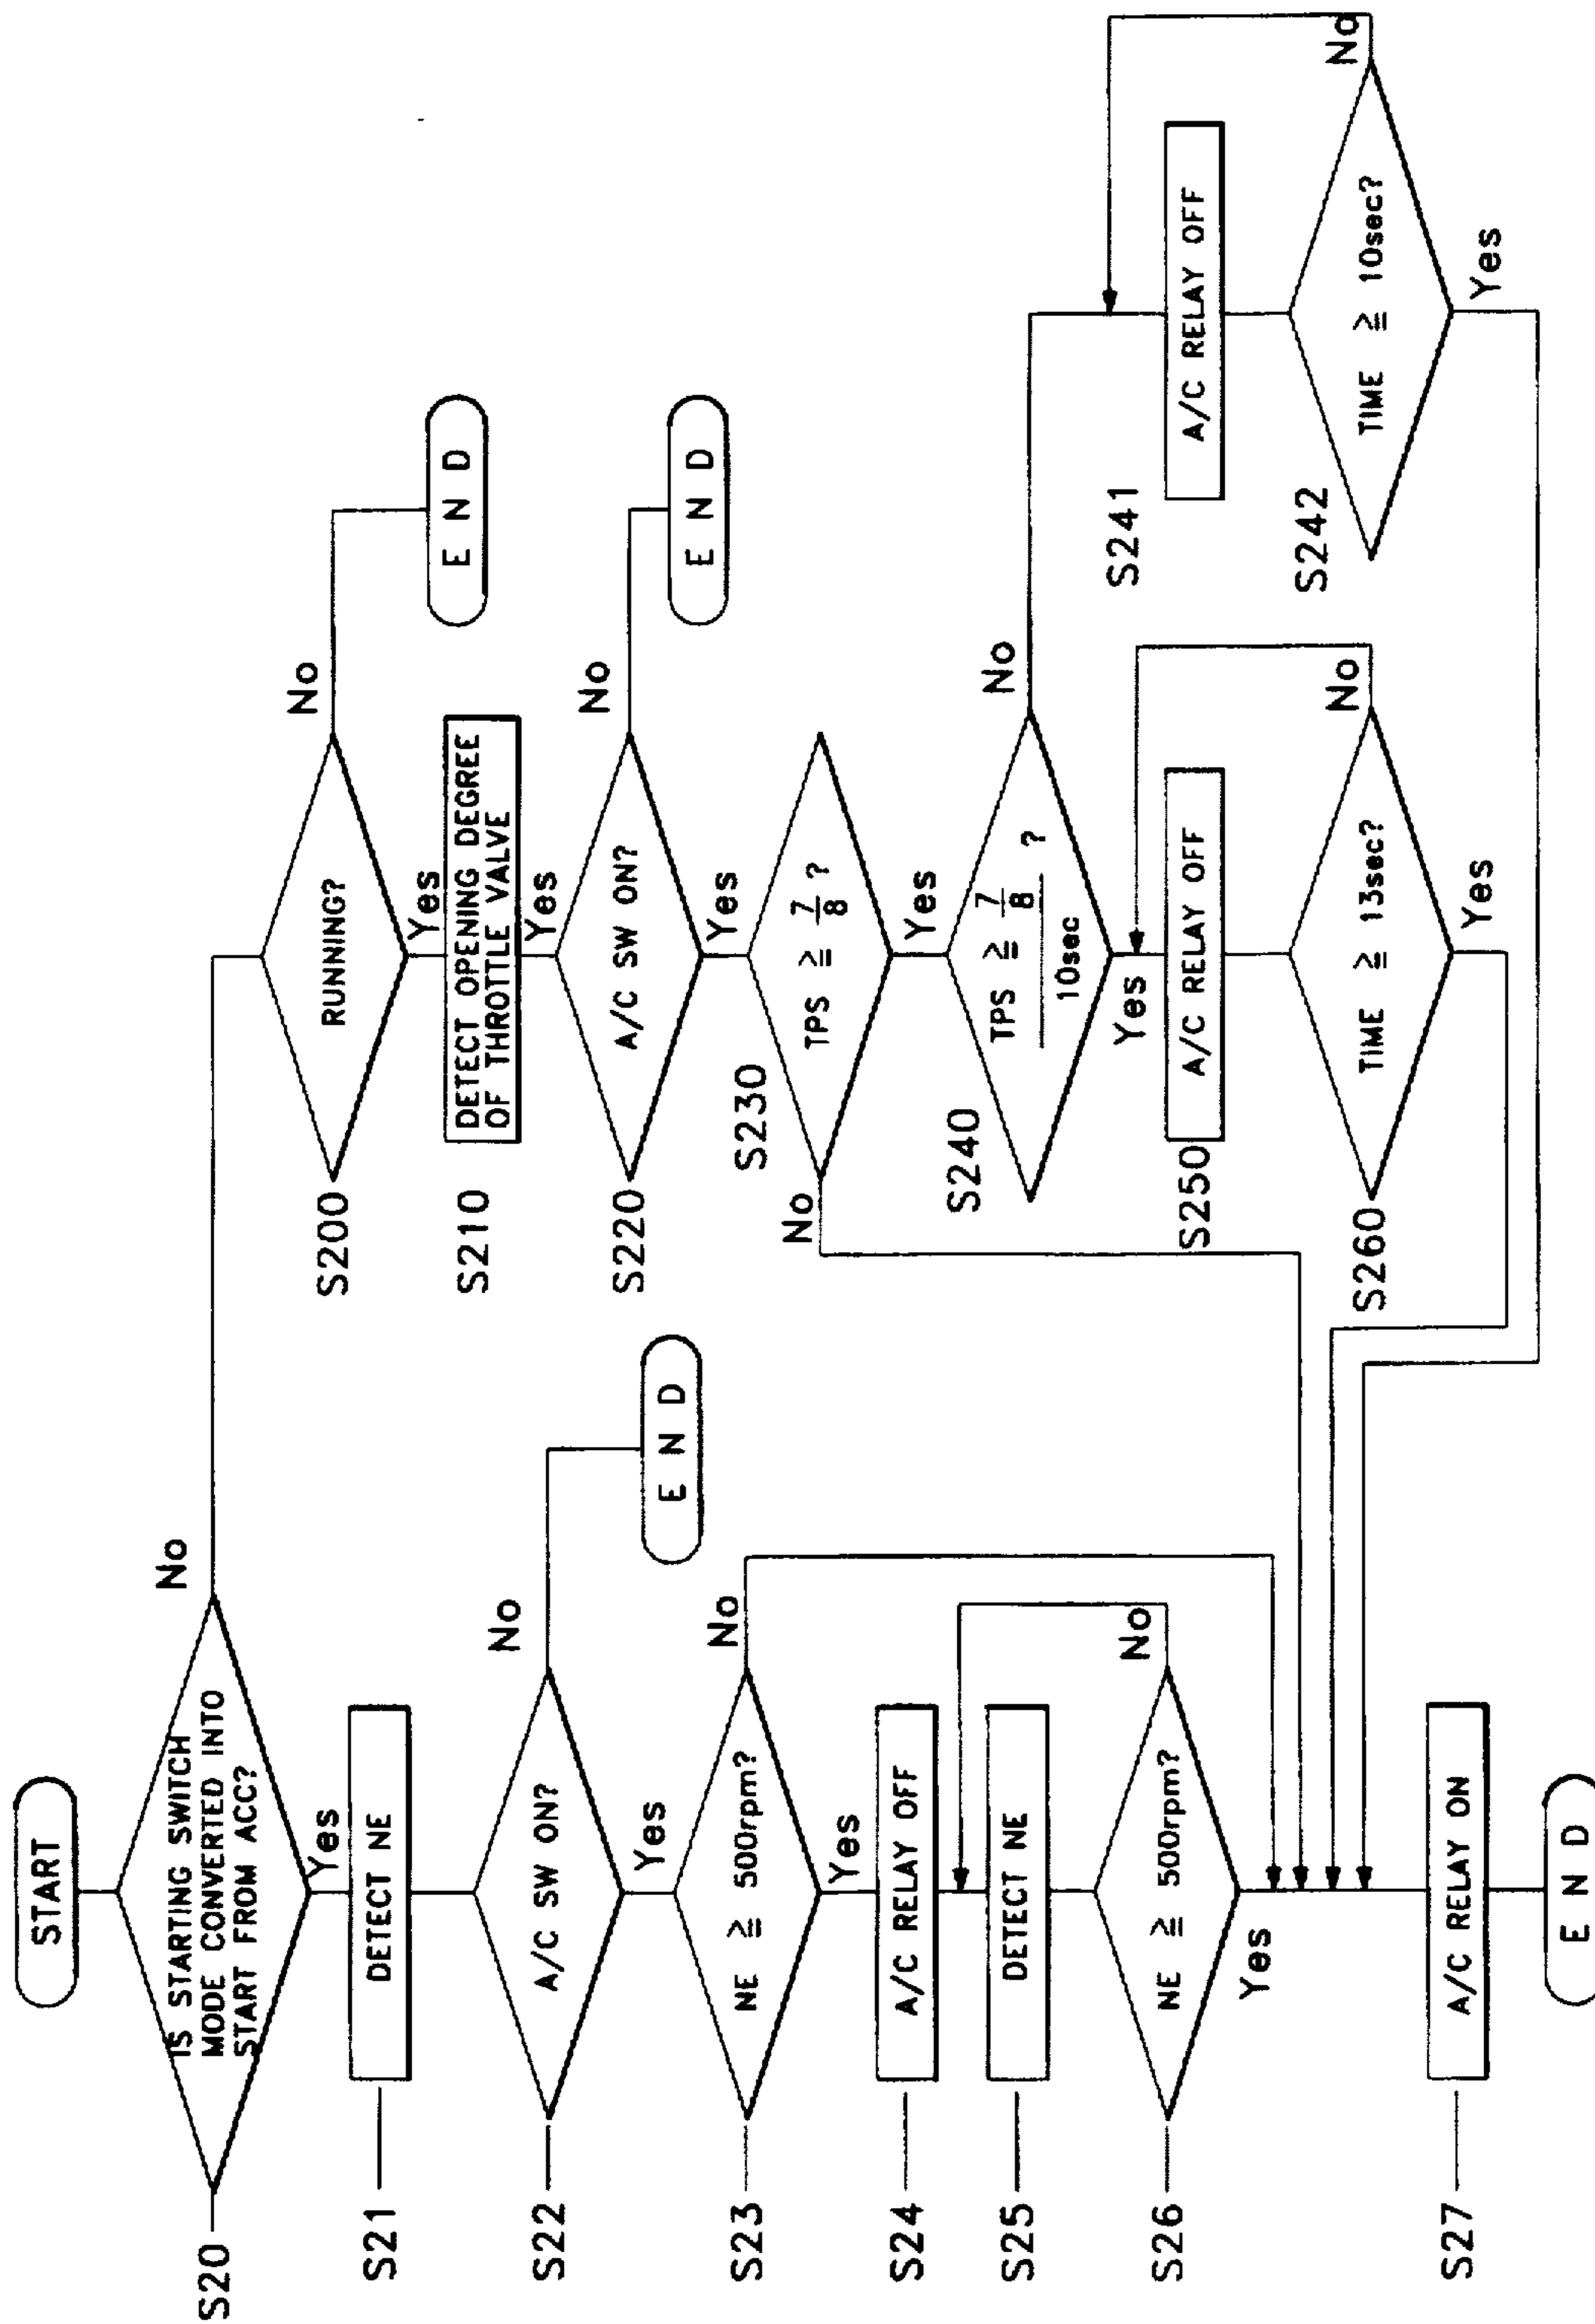 START
S20
IS STARTING SWITCH
MODE CONVERTED INTO
START FROM ACC?
No
Yes
S21
DETECT NE
S22
A/C SW ON?
No
E N D
Yes
S23
NE ≧ 500rpm?
No
Yes
S24
A/C RELAY OFF
S25
DETECT NE
S26
NE ≧ 500rpm?
No
Yes
S27
A/C RELAY ON
E N D
S200
RUNNING?
No
E N D
Yes
S210
DETECT OPENING DEGREE
OF THROTTLE VALVE
Yes
S220
A/C SW ON?
No
E N D
Yes
S230
TPS ≧ 7/8 ?
No
Yes
S240
TPS ≧ 7/8 ?
10sec
No
Yes
S250
A/C RELAY OFF
S260
TIME ≧ 13sec?
No
Yes
S241
A/C RELAY OFF
S242
TIME ≧ 10sec?
No
Yes